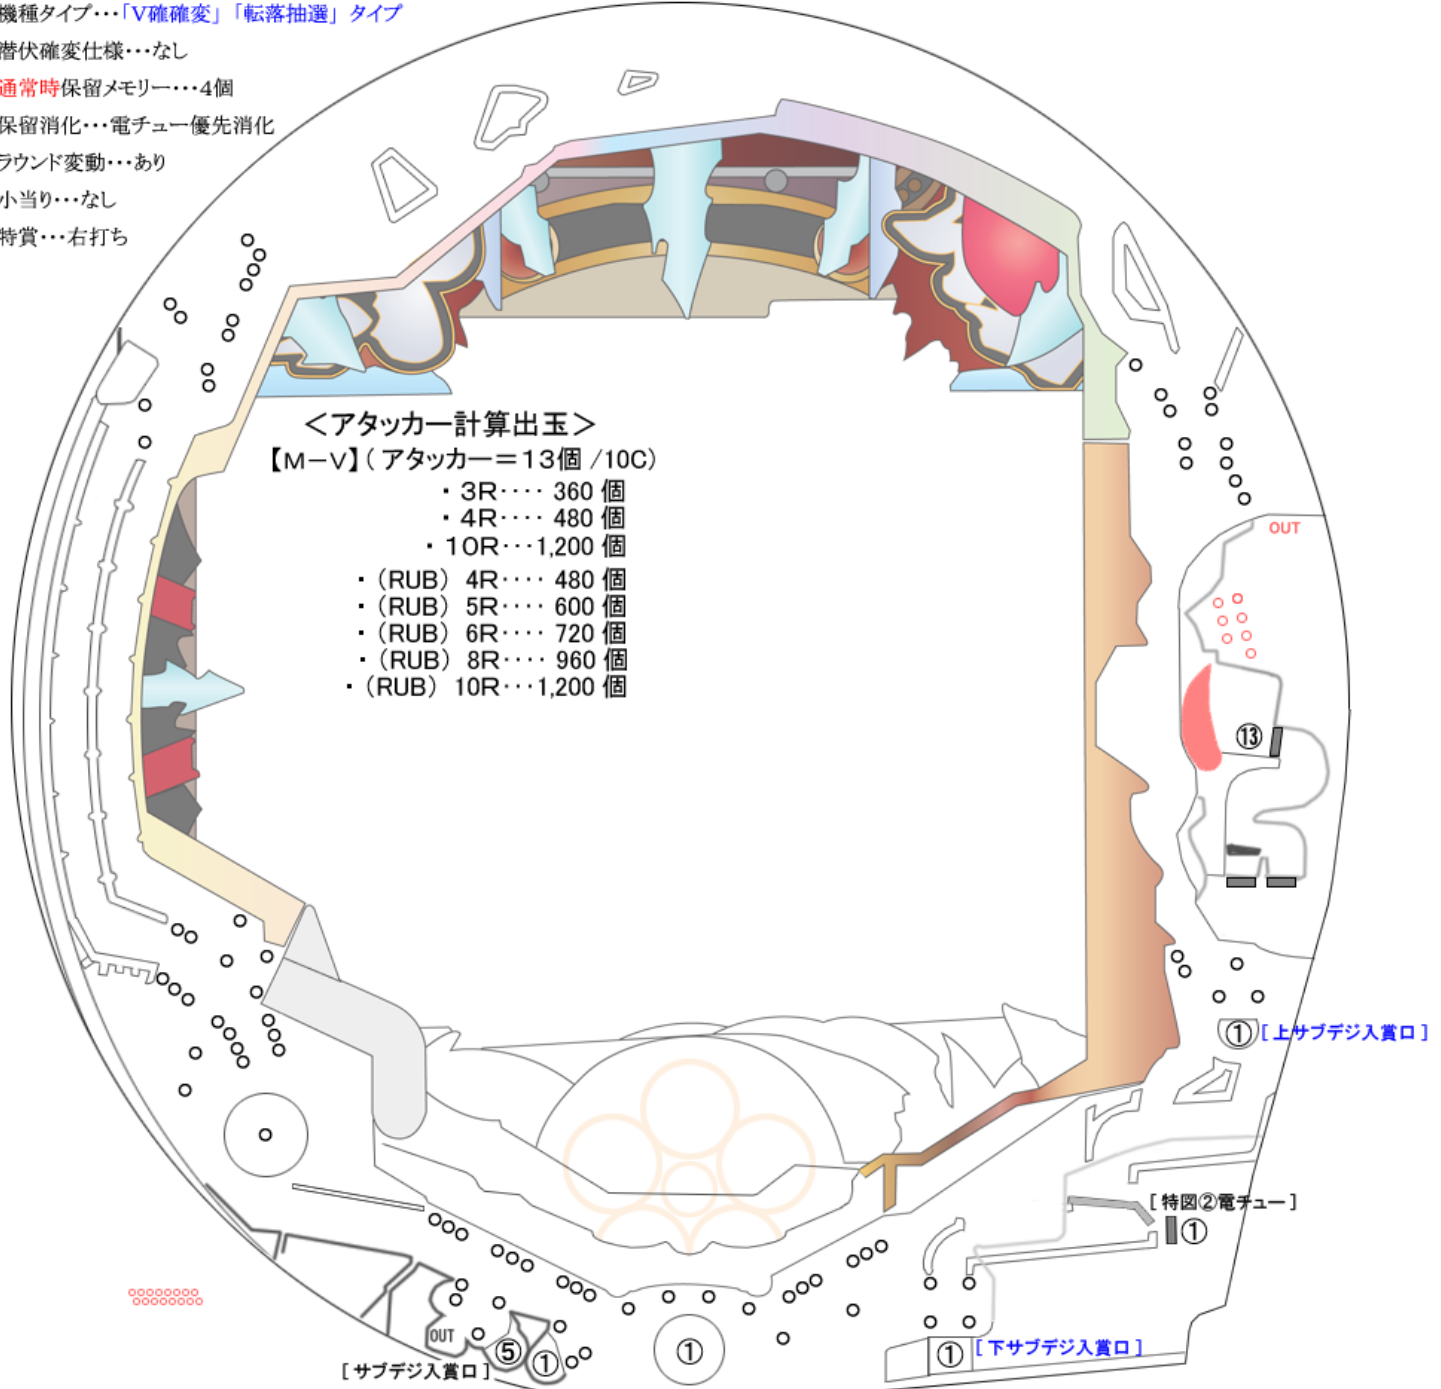 機種タイプ・・・「V確確変」「転落抽選」タイプ
潜伏確変仕様・・・なし
通常時保留メモリー・・・4個
保留消化・・・電チュー優先消化
ラウンド変動・・・あり
小当り・・・なし
特賞・・・右打ち
＜アタッカー計算出玉＞
【M－V】( アタッカー＝13個 /10C)
・ 3R‥‥ 360 個
・ 4R‥‥ 480 個
・ 10R‥・1,200 個
・（RUB） 4R‥‥ 480 個
・（RUB） 5R‥‥ 600 個
・（RUB） 6R‥‥ 720 個
・（RUB） 8R‥‥ 960 個
・（RUB） 10R‥・1,200 個
OUT
⑬
① [ 上サブデジ入賞口 ]
[ 特図②電チュー ]
①
OUT
⑤
①
①
① [ 下サブデジ入賞口 ]
[ サブデジ入賞口 ]